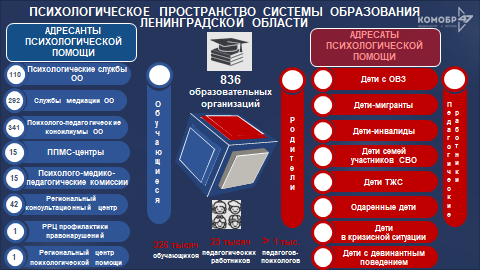 ПСИХОЛОГИЧЕСКОЕ ПРОСТРАНСТВО СИСТЕМЫ ОБРАЗОВАНИЯ
ЛЕНИНГРАДСКОЙ ОБЛАСТИ
КОМОБР 47
АДРЕСАНТЫ
ПСИХОЛОГИЧЕСКОЙ
ПОМОЩИ
110
Психологические службы
ОО
292
Службы медиации ОО
341
Психолого-педагогические
консилиумы ОО
15
ППМС-центры
15
Психолого-медико-
педагогические комиссии
42
Региональный
консультационный центр
1
РРЦ профилактики
правонарушений
1
Региональный центр
психологической помощи
Обучающиеся
836
образовательных
организаций
326 тысяч
обучающихся
25 тысяч
педагогических
работников
> 1 тыс.
педагогов-
психологов
Родители
АДРЕСАТЫ
ПСИХОЛОГИЧЕСКОЙ
ПОМОЩИ
Дети с ОВЗ
Дети-мигранты
Дети-инвалиды
Дети семей
участников СВО
Дети ТЖС
Одаренные дети
Дети
в кризисной ситуации
Дети с девиантным
поведением
Педагогические
работники